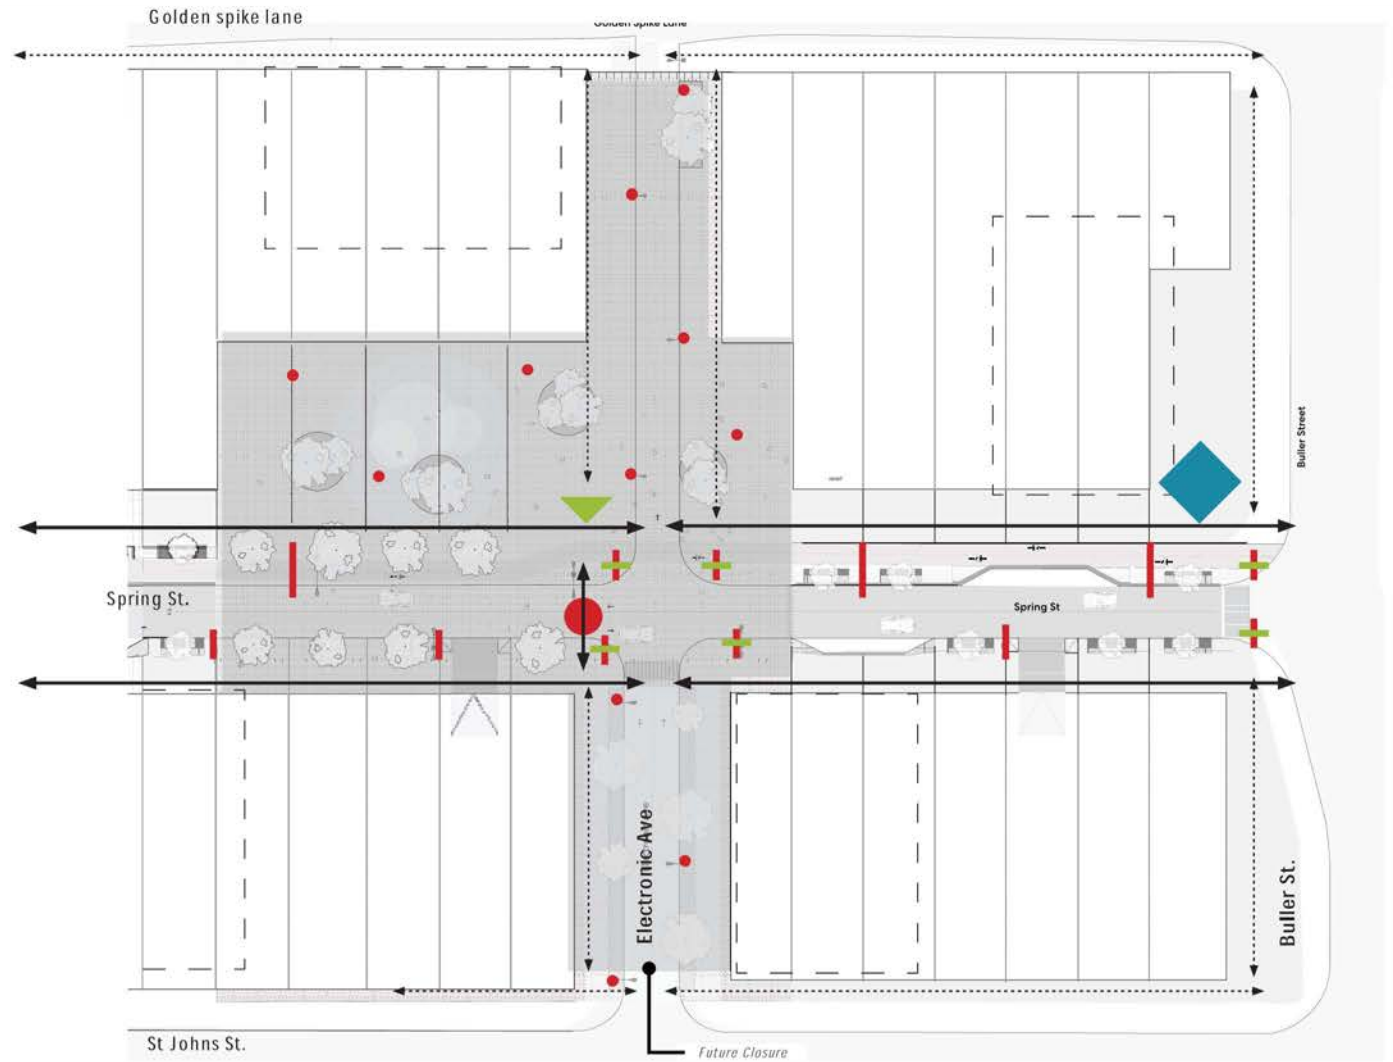 Golden spike lane
Golden Spike Lane
Buller Street
Spring St.
Spring St
Electronic Ave
Buller St.
St Johns St.
Future Closure